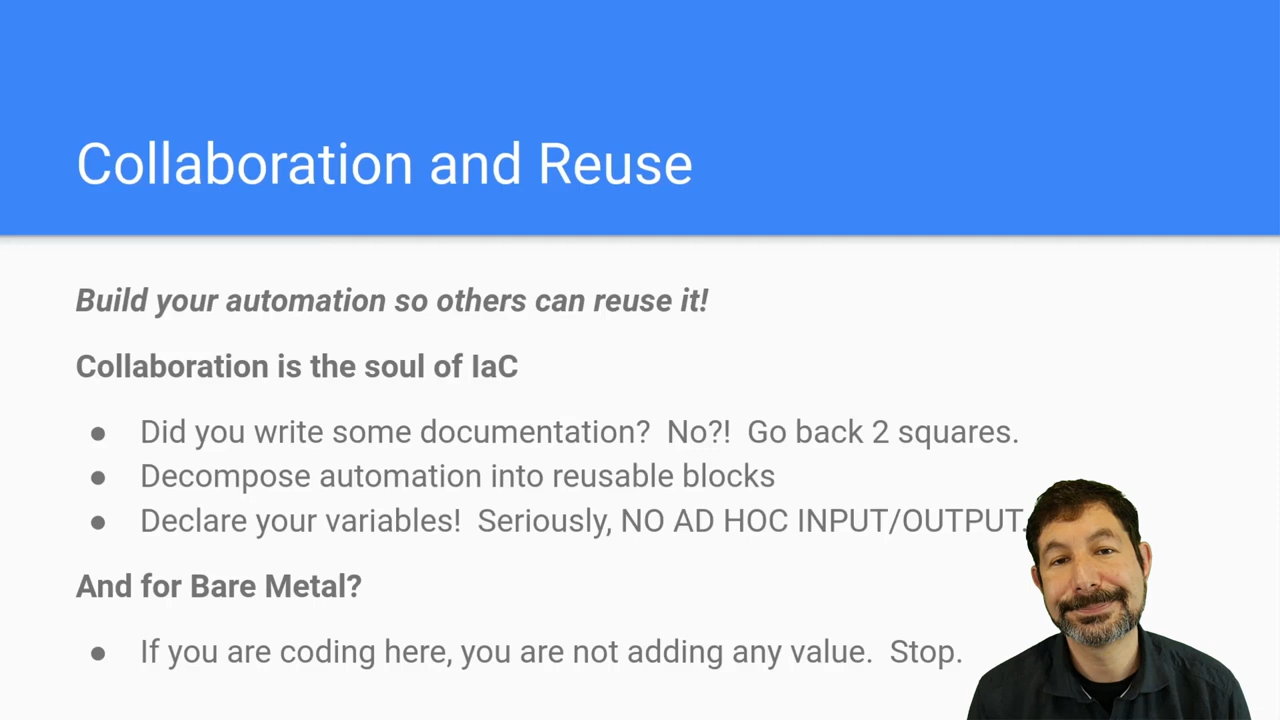 Collaboration and Reuse
Build your automation so others can reuse it!
Collaboration is the soul of IaC
● Did you write some documentation?  No?!  Go back 2 squares.
● Decompose automation into reusable blocks
● Declare your variables!  Seriously, NO AD HOC INPUT/OUTPUT.
And for Bare Metal?
● If you are coding here, you are not adding any value.  Stop.